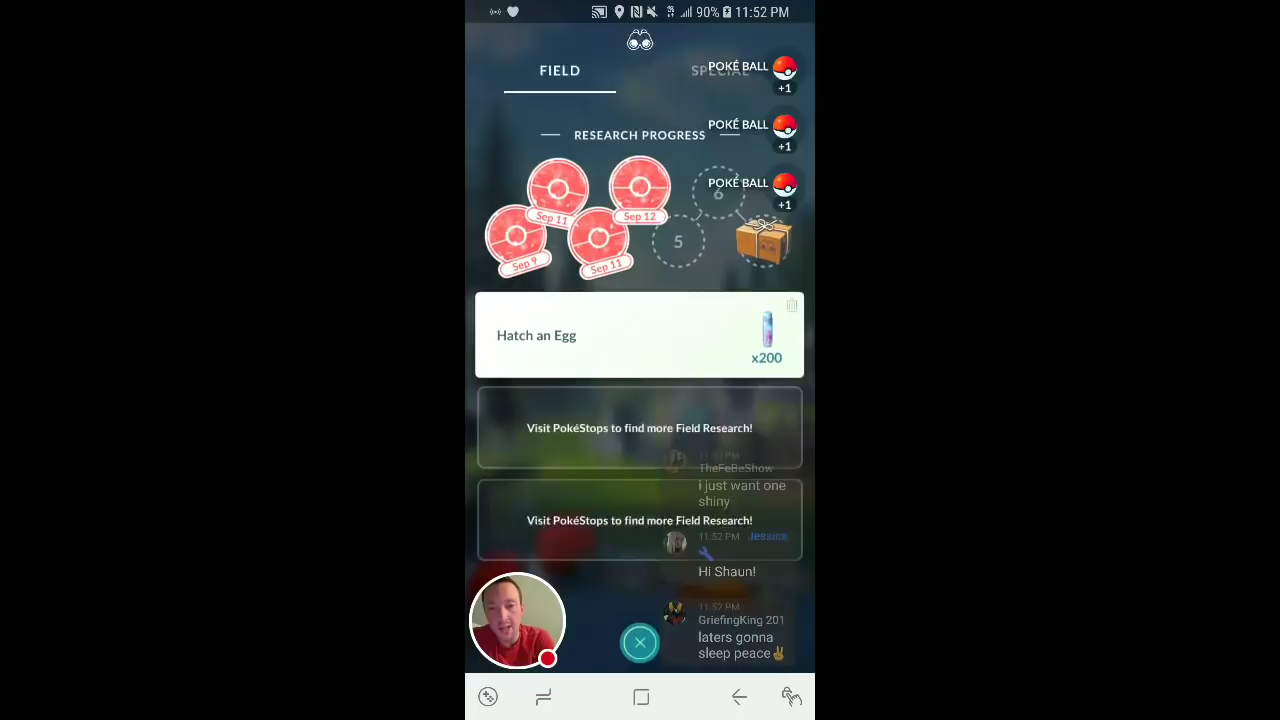 90% 11:52 PM
FIELD
SPECIAL
POKÉ BALL
+1
POKÉ BALL
+1
RESEARCH PROGRESS
POKÉ BALL
+1
Sep 9
Sep 11
Sep 11
Sep 12
5
6
Hatch an Egg
x200
Visit PokéStops to find more Field Research!
TheFeBeShow
I just want one
shiny
Visit PokéStops to find more Field Research!
11:52 PM Jessica
Hi Shaun!
11:52 PM
GriefingKing 201
laters gonna
sleep peace✌